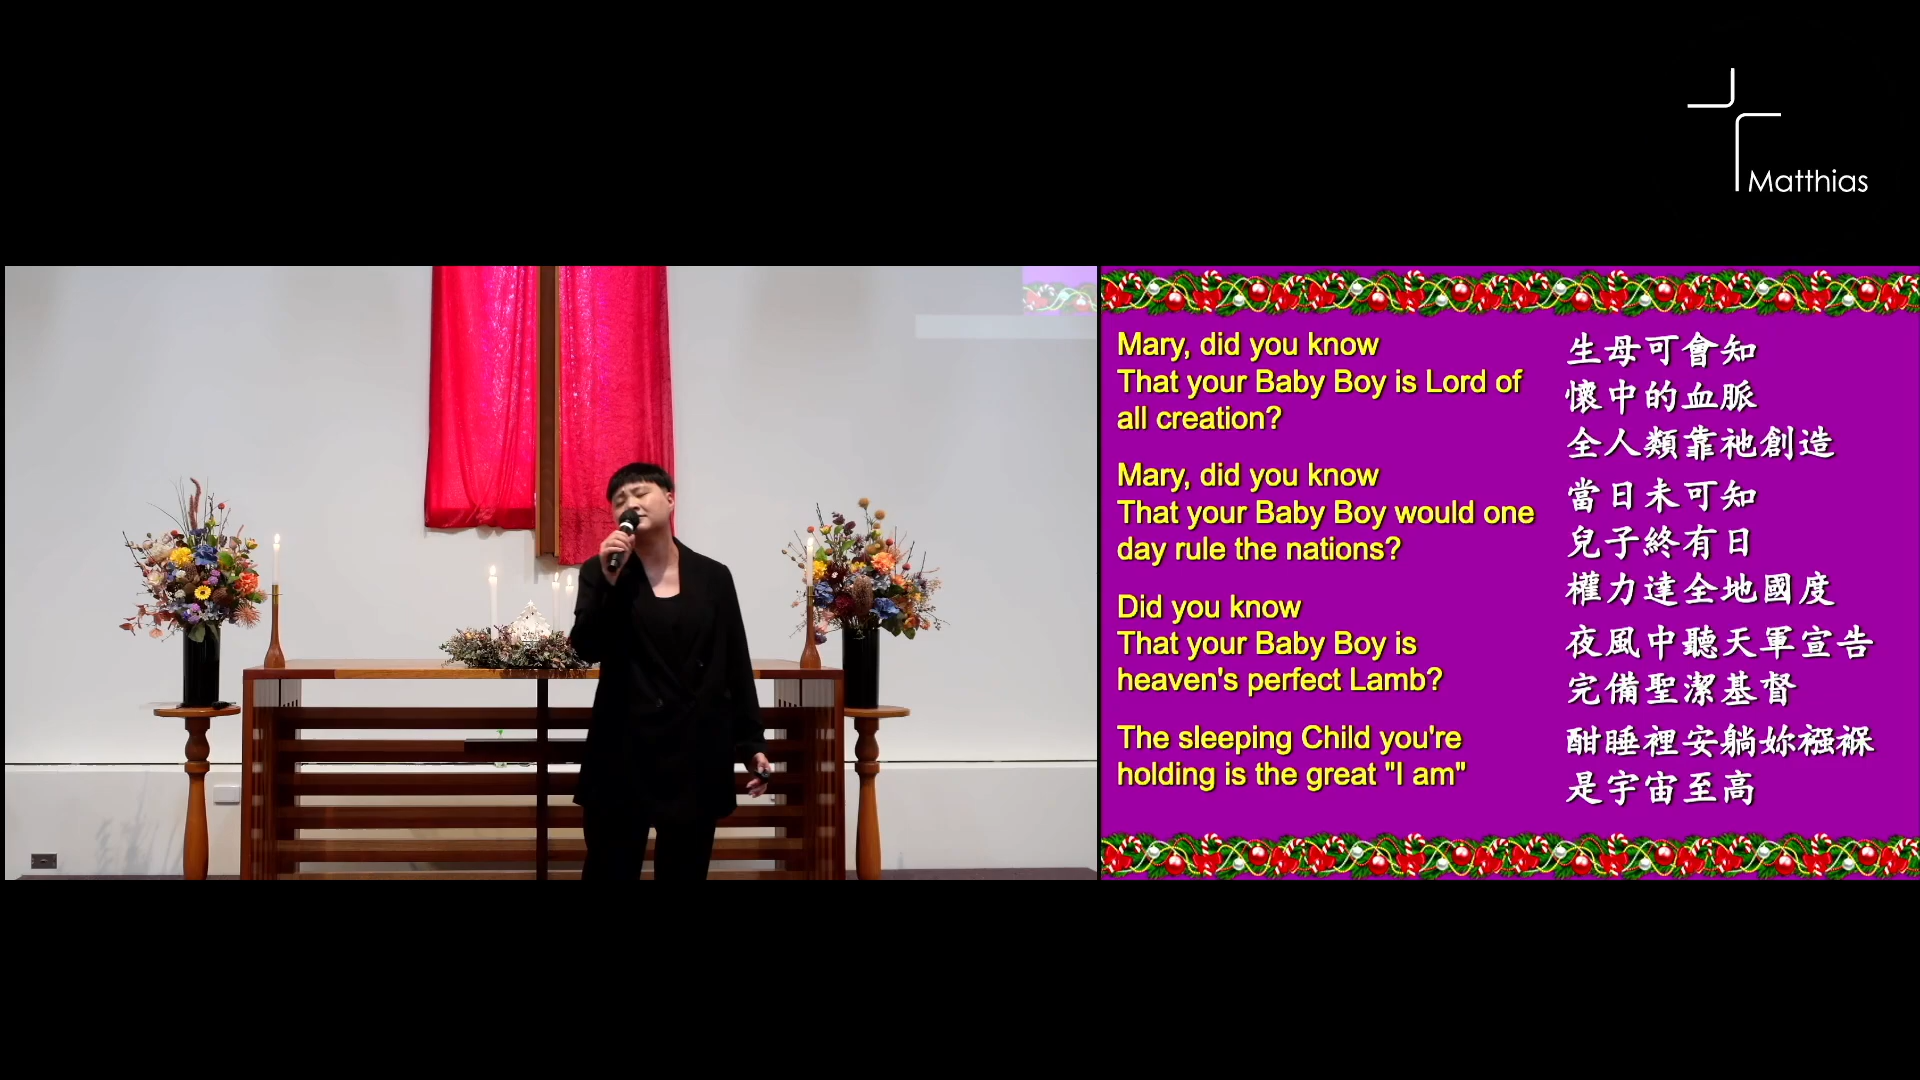 Matthias
Mary, did you know
That your Baby Boy is Lord of
all creation?
Mary, did you know
That your Baby Boy would one
day rule the nations?
Did you know
That your Baby Boy is
heaven's perfect Lamb?
The sleeping Child you're
holding is the great "I am"
生母可會知
懷中的血脈
全人類靠祂創造
當日未可知
兒子終有日
權力達全地國度
夜風中聽天軍宣告
完備聖潔基督
酣睡裡安躺妳襁褓
是宇宙至高